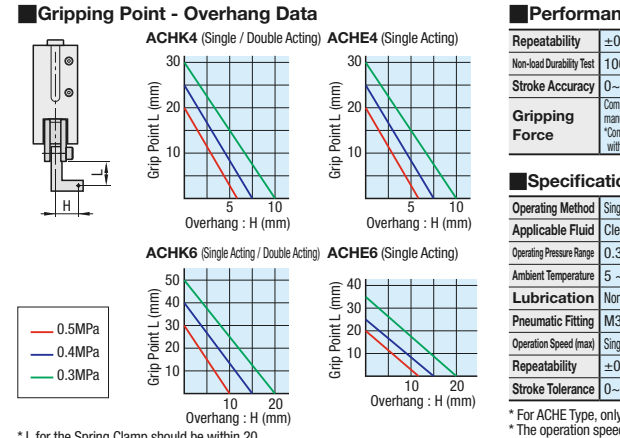 ■Gripping Point - Overhang Data
ACHK4 (Single / Double Acting)
30
20
10
Grip Point L (mm)
5 10
Overhang : H (mm)
ACHE4 (Single Acting)
30
20
10
Grip Point L (mm)
5 10
Overhang : H (mm)
L
H
ACHK6 (Single Acting / Double Acting)
50
40
30
20
10
Grip Point L (mm)
10 20
Overhang : H (mm)
ACHE6 (Single Acting)
40
30
20
10
Grip Point L (mm)
10 20
Overhang : H (mm)
0.5MPa
0.4MPa
0.3MPa
* L for the Spring Clamp should be within 20
■Performan
Repeatability ±0
Non-load Durability Test 100
Stroke Accuracy 0~
Gripping Force
Com
man
*Con
with
■Specificatio
Operating Method Sing
Applicable Fluid Cle
Operating Pressure Range 0.3
Ambient Temperature 5 ~
Lubrication Non
Pneumatic Fitting M3
Operation Speed (max) Sing
Repeatability ±0
Stroke Tolerance 0~
* For ACHE Type, only
* The operation speed